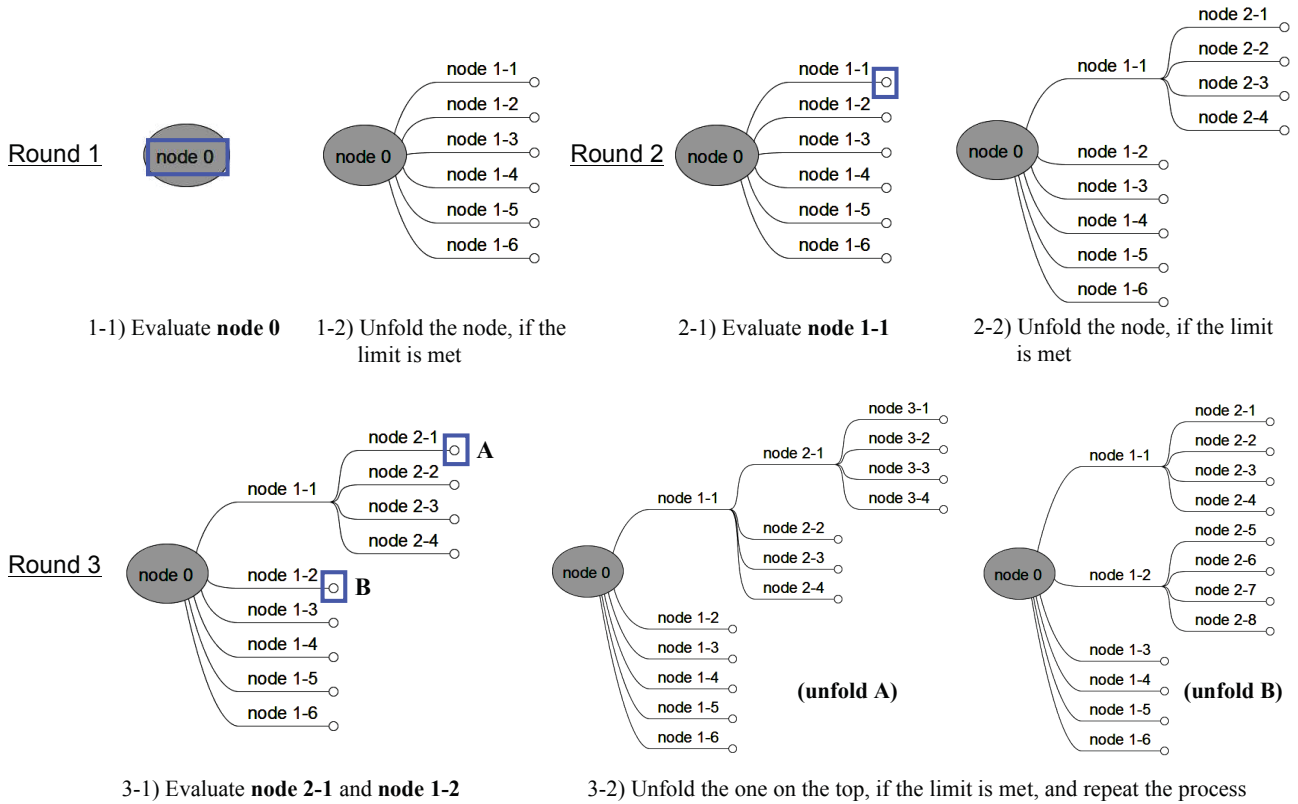 Round 1
node 0
node 0
node 1-1
node 1-2
node 1-3
node 1-4
node 1-5
node 1-6
1-1) Evaluate node 0
1-2) Unfold the node, if the
limit is met
Round 2
node 0
node 1-1
node 1-2
node 1-3
node 1-4
node 1-5
node 1-6
node 0
node 1-1
node 2-1
node 2-2
node 2-3
node 2-4
node 1-2
node 1-3
node 1-4
node 1-5
node 1-6
2-1) Evaluate node 1-1
2-2) Unfold the node, if the limit
is met
Round 3
node 0
node 1-1
node 2-1
A
node 2-2
node 2-3
node 2-4
node 1-2
B
node 1-3
node 1-4
node 1-5
node 1-6
node 0
node 1-1
node 2-1
node 3-1
node 3-2
node 3-3
node 3-4
node 2-2
node 2-3
node 2-4
node 1-2
node 1-3
node 1-4
node 1-5
node 1-6
(unfold A)
node 0
node 1-1
node 2-1
node 2-2
node 2-3
node 2-4
node 1-2
node 2-5
node 2-6
node 2-7
node 2-8
node 1-3
node 1-4
node 1-5
node 1-6
(unfold B)
3-1) Evaluate node 2-1 and node 1-2
3-2) Unfold the one on the top, if the limit is met, and repeat the process